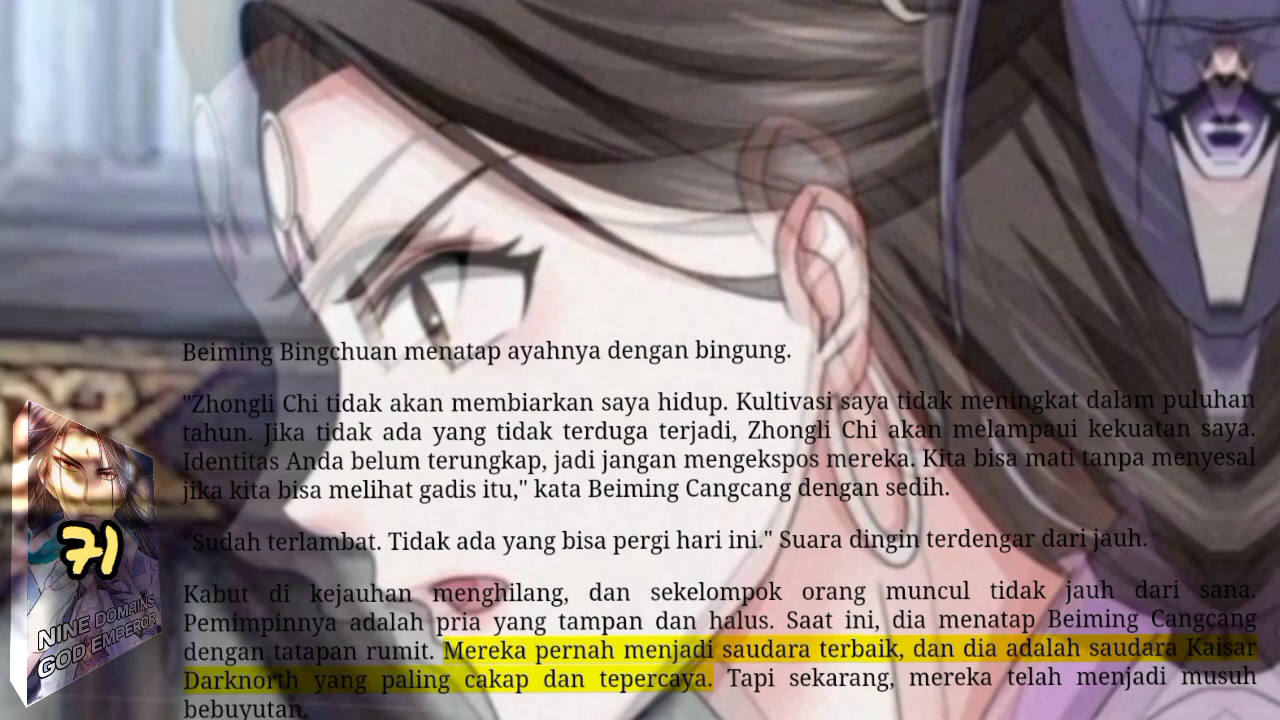 Beiming Bingchuan menatap ayahnya dengan bingung.
"Zhongli Chi tidak akan membiarkan saya hidup. Kultivasi saya tidak meningkat dalam puluhan
tahun. Jika tidak ada yang tidak terduga terjadi, Zhongli Chi akan melampaui kekuatan saya.
Identitas Anda belum terungkap, jadi jangan mengekspos mereka. Kita bisa mati tanpa menyesal
jika kita bisa melihat gadis itu," kata Beiming Cangcang dengan sedih.
"Sudah terlambat. Tidak ada yang bisa pergi hari ini." Suara dingin terdengar dari jauh.
Kabut di kejauhan menghilang, dan sekelompok orang muncul tidak jauh dari sana.
Pemimpinnya adalah pria yang tampan dan halus. Saat ini, dia menatap Beiming Cangcang
dengan tatapan rumit. Mereka pernah menjadi saudara terbaik, dan dia adalah saudara Kaisar
Darknorth yang paling cakap dan tepercaya. Tapi sekarang, mereka telah menjadi musuh
bebuyutan.
71
NINE DOMAINS
GOD EMPEROR